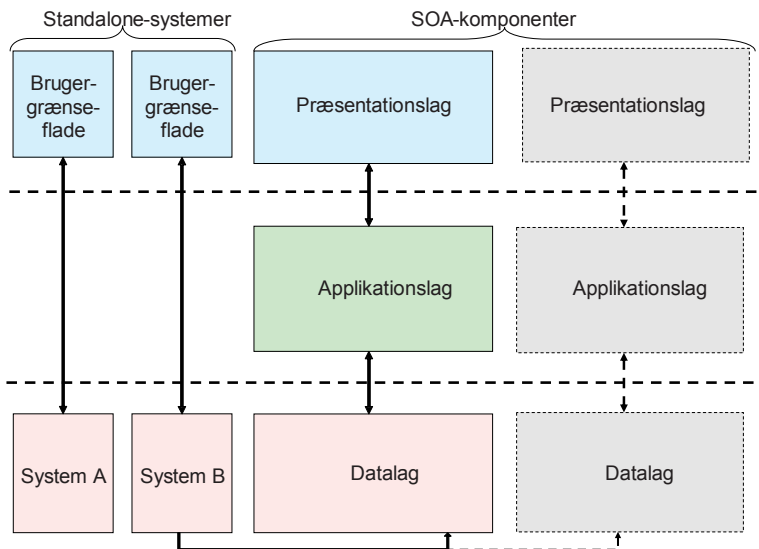 Standalone-systemer
SOA-komponenter
Bruger-
grænse-
flade
Bruger-
grænse-
flade
Præsentationslag
Præsentationslag
Applikationslag
Applikationslag
System A
System B
Datalag
Datalag